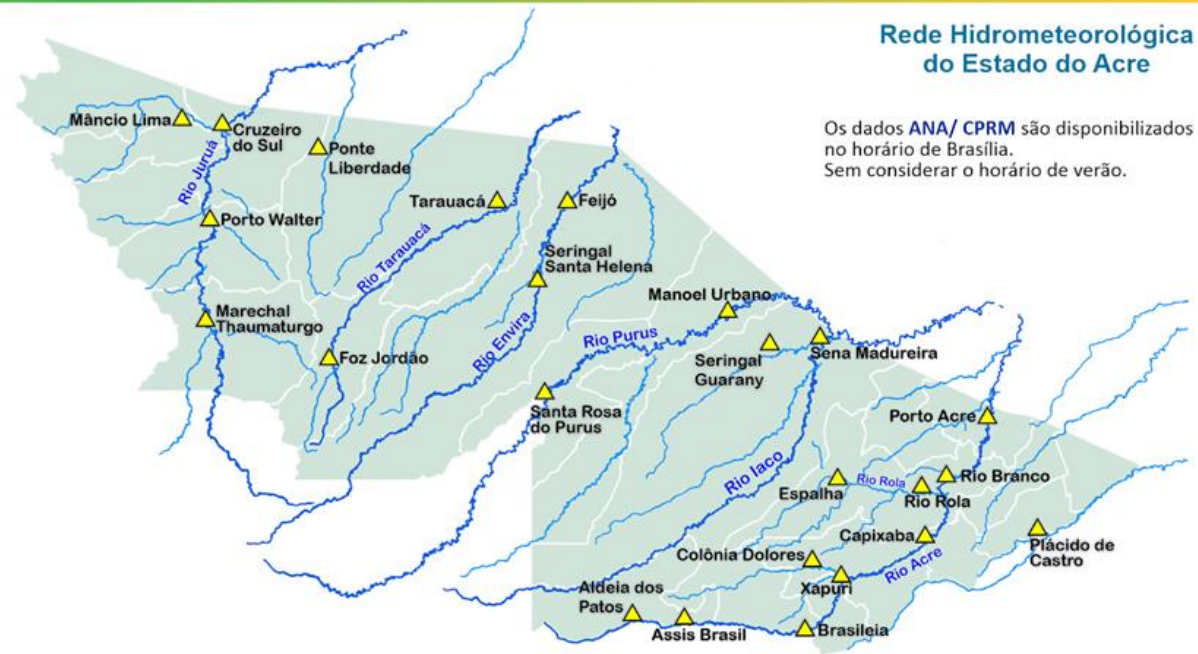 Rede Hidrometeorológica
do Estado do Acre
Os dados ANA/ CPRM são disponibilizados
no horário de Brasília.
Sem considerar o horário de verão.
Mâncio Lima
Cruzeiro
do Sul
Ponte
Liberdade
Rio Juruá
Porto Walter
Tarauacá
Feijó
Rio Tarauacá
Seringal
Santa Helena
Marechal
Thaumaturgo
Foz Jordão
Rio Envira
Manoel Urbano
Rio Purus
Seringal
Guarany
Sena Madureira
Santa Rosa
do Purus
Porto Acre
Rio Iaco
Espalha
Rio Rola
Rio Rola
Rio Branco
Capixaba
Plácido de
Castro
Colônia Dolores
Rio Acre
Xapuri
Aldeia dos
Patos
Assis Brasil
Brasileia